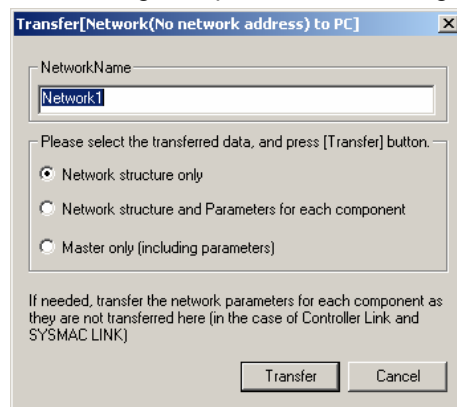 Transfer[Network(No network address) to PC]
NetworkName
Network1
Please select the transferred data, and press [Transfer] button.
Network structure only
Network structure and Parameters for each component
Master only (including parameters)
If needed, transfer the network parameters for each component as
they are not transferred here (in the case of Controller Link and
SYSMAC LINK)
Transfer
Cancel